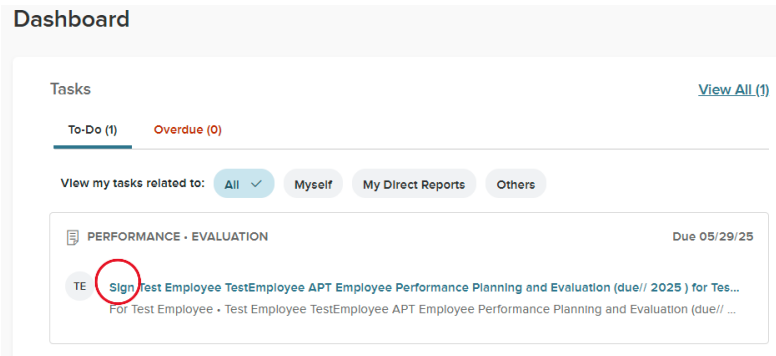 Dashboard
Tasks
View All (1)
To-Do (1) Overdue (0)
View my tasks related to: All Myself My Direct Reports Others
PERFORMANCE • EVALUATION Due 05/29/25
TE
Sign Test Employee TestEmployee APT Employee Performance Planning and Evaluation (due// 2025 ) for Tes...
For Test Employee • Test Employee TestEmployee APT Employee Performance Planning and Evaluation (due// ...